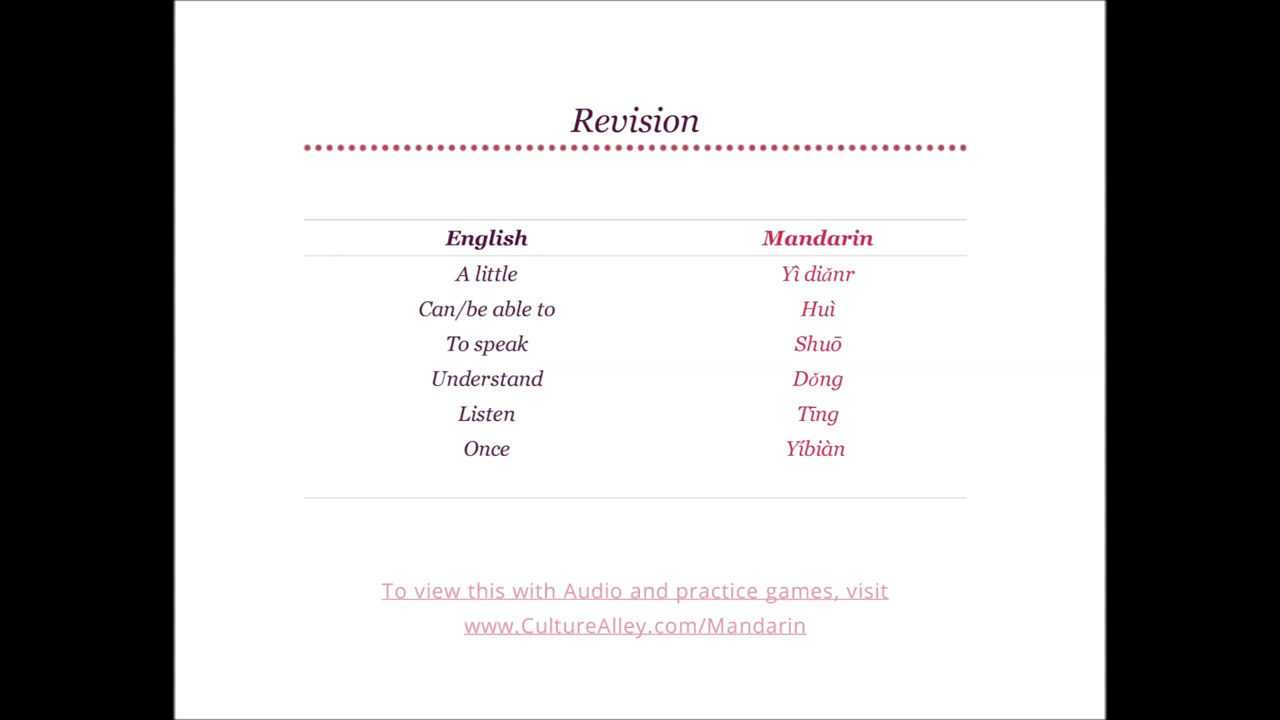 Revision
English Mandarin
A little Yì diǎnr
Can/be able to Huì
To speak Shuō
Understand Dǒng
Listen Tīng
Once Yíbiàn
To view this with Audio and practice games, visit
www.CultureAlley.com/Mandarin